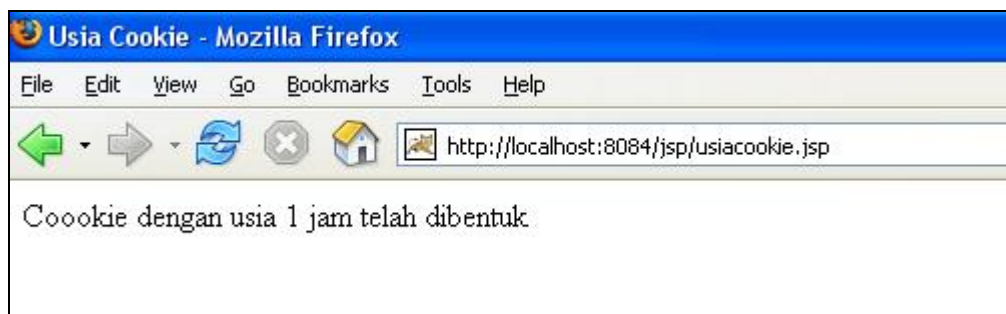 Usia Cookie - Mozilla Firefox
File Edit View Go Bookmarks Tools Help
http://localhost:8084/jsp/usiacookie.jsp
Coookie dengan usia 1 jam telah dibentuk